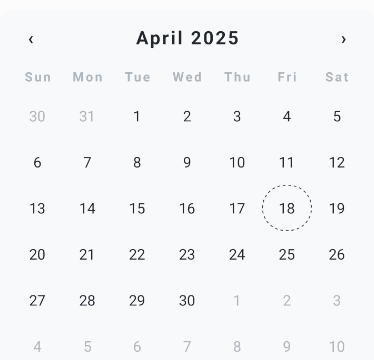 ‹ April 2025 ›
Sun Mon Tue Wed Thu Fri Sat
30 31 1 2 3 4 5
6 7 8 9 10 11 12
13 14 15 16 17 18 19
20 21 22 23 24 25 26
27 28 29 30 1 2 3
4 5 6 7 8 9 10